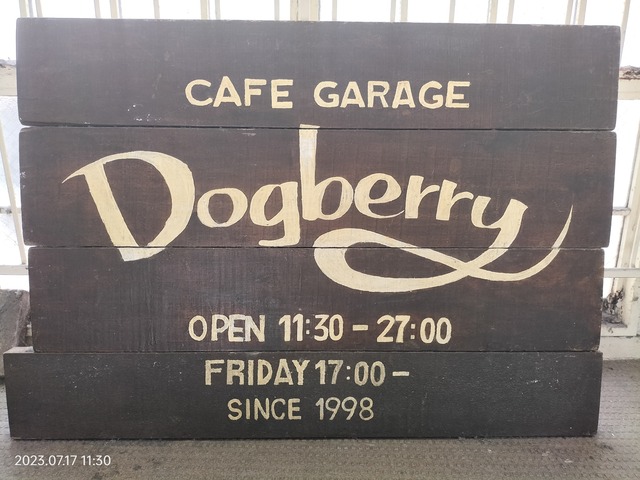 CAFE GARAGE
Dogberry
OPEN 11:30 - 27:00
FRIDAY 17:00 -
SINCE 1998
2023.07.17 11:30